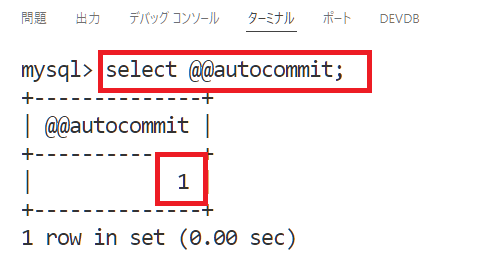 問題 出力 デバッグ コンソール ターミナル ポート DEVDB
mysql> select @@autocommit;
+--------------+
| @@autocommit |
+--------------+
|            1 |
+--------------+
1 row in set (0.00 sec)